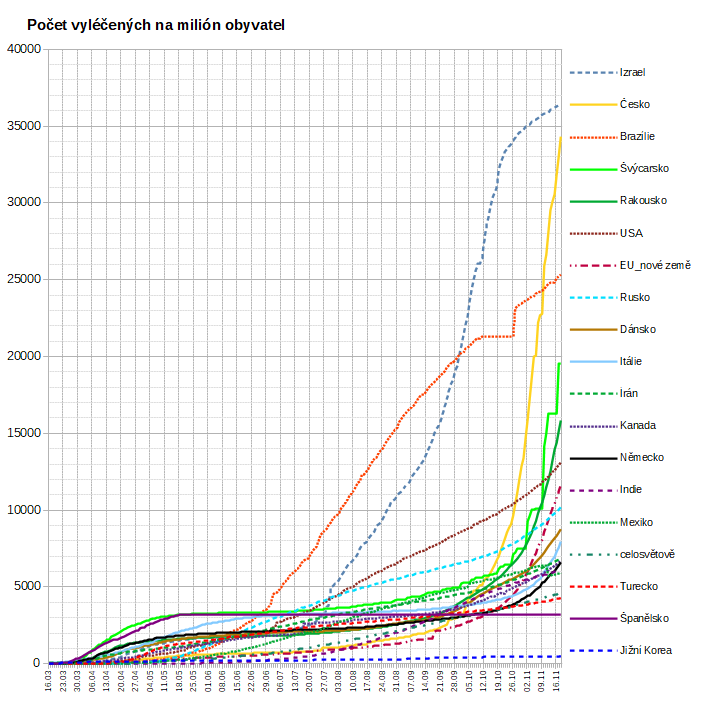 Počet vyléčených na milión obyvatel
40000
35000
30000
25000
20000
15000
10000
5000
0
16.03
23.03
30.03
06.04
13.04
20.04
27.04
04.05
11.05
18.05
25.05
01.06
08.06
15.06
22.06
29.06
06.07
13.07
20.07
27.07
03.08
10.08
17.08
24.08
31.08
07.09
14.09
21.09
28.09
05.10
12.10
19.10
26.10
02.11
09.11
16.11
Izrael
Česko
Brazílie
Švýcarsko
Rakousko
USA
EU_nové země
Rusko
Dánsko
Itálie
Írán
Kanada
Německo
Indie
Mexiko
celosvětově
Turecko
Španělsko
Jižní Korea